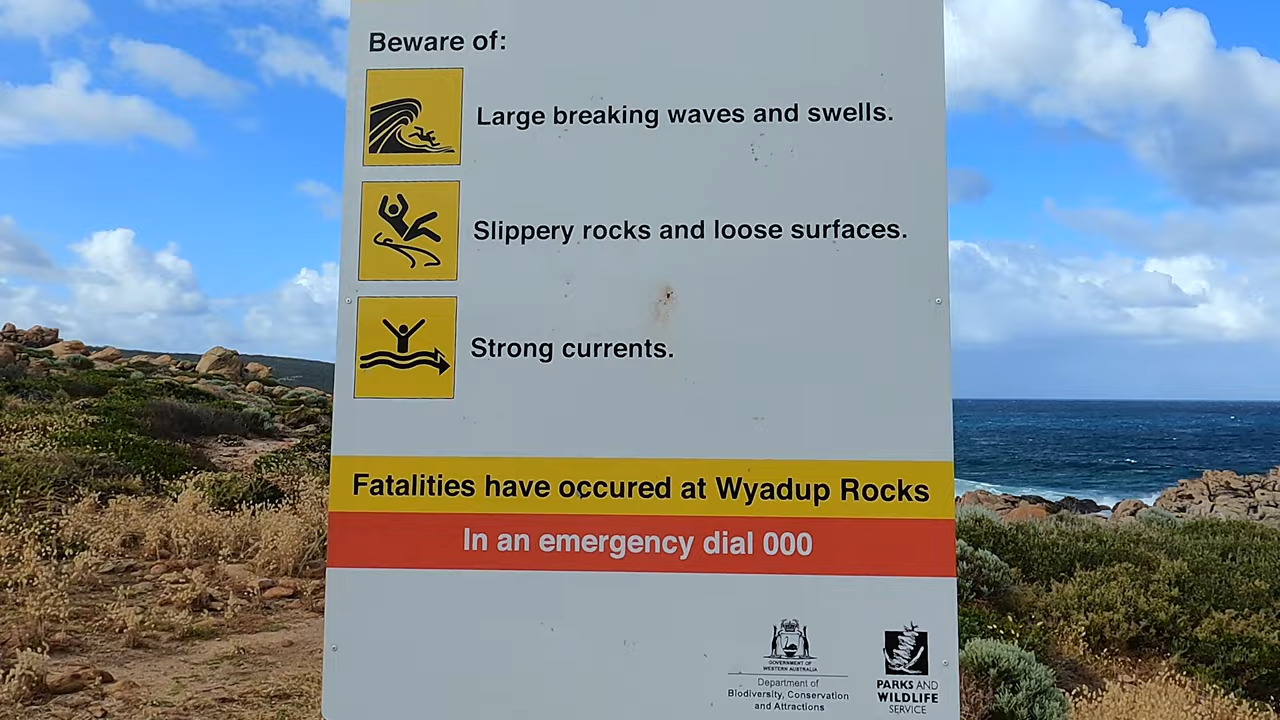 Beware of:
Large breaking waves and swells.
Slippery rocks and loose surfaces.
Strong currents.
Fatalities have occured at Wyadup Rocks
In an emergency dial 000
GOVERNMENT OF
WESTERN AUSTRALIA
Department of
Biodiversity, Conservation
and Attractions
PARKS AND
WILDLIFE
SERVICE